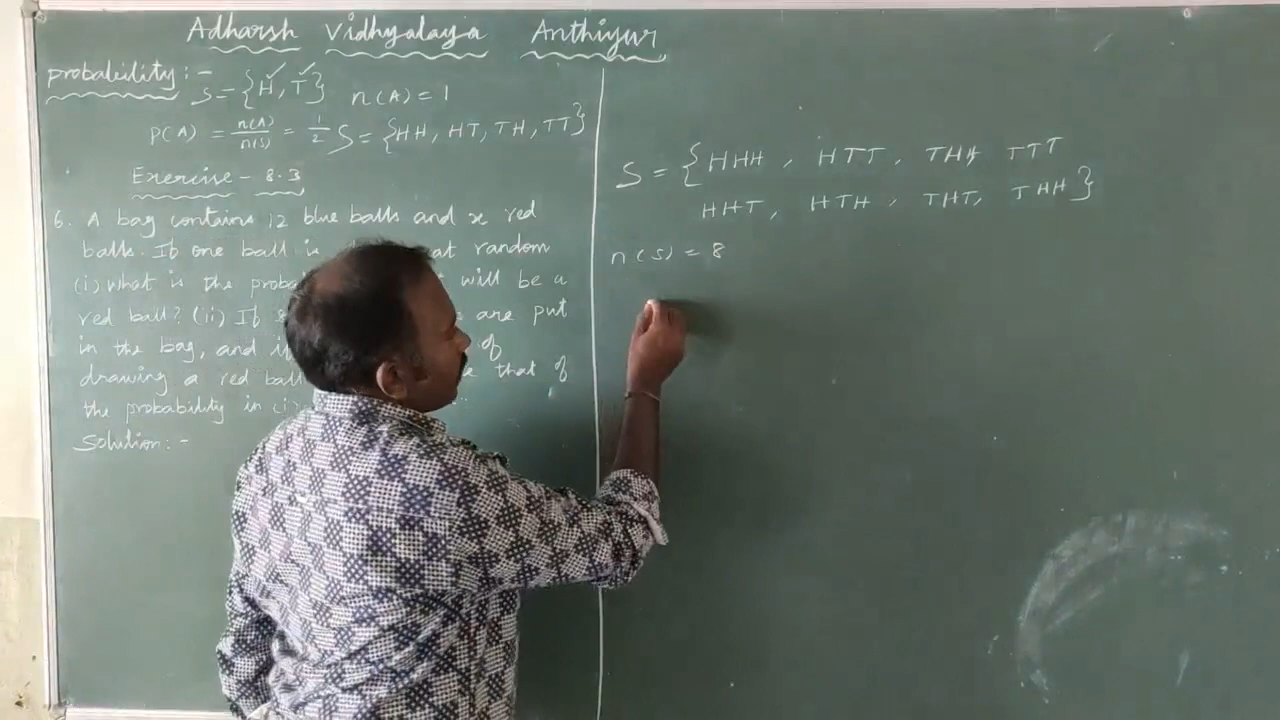 Adharsh Vidhyalaya Anthiyur
probability :-
S = {H, T} n(A) = 1
P(A) = n(A)/n(S) = 1/2 S = {HH, HT, TH, TT}
Exercise - 8.3
6. A bag contains 12 blue balls and x red
balls. If one ball is at random
(i) what is the will be a
red ball? (ii) If are put
in the bag, and of
drawing a red ball that of
the probability in (i)
Solution :-
S = {HHH, HTT, THH TTT
HHT, HTH, THT, THH}
n(S) = 8